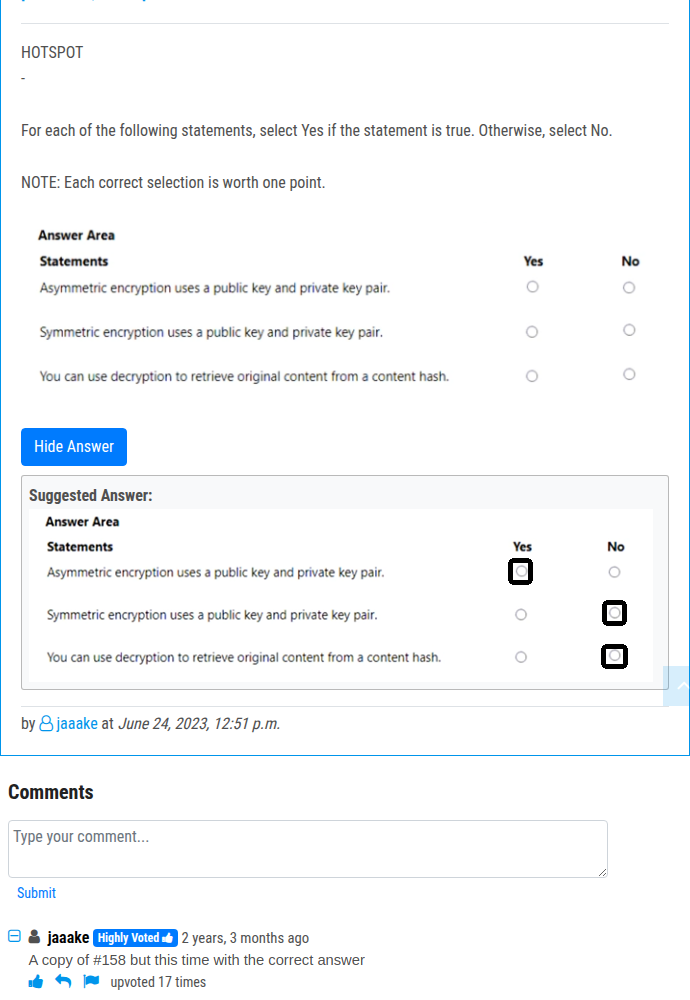 HOTSPOT
-
For each of the following statements, select Yes if the statement is true. Otherwise, select No.
NOTE: Each correct selection is worth one point.
Answer Area
Statements Yes No
Asymmetric encryption uses a public key and private key pair.
Symmetric encryption uses a public key and private key pair.
You can use decryption to retrieve original content from a content hash.
Hide Answer
Suggested Answer:
Answer Area
Statements Yes No
Asymmetric encryption uses a public key and private key pair.
Symmetric encryption uses a public key and private key pair.
You can use decryption to retrieve original content from a content hash.
by jaaake at June 24, 2023, 12:51 p.m.
Comments
Type your comment...
Submit
jaaake Highly Voted 2 years, 3 months ago
A copy of #158 but this time with the correct answer
upvoted 17 times